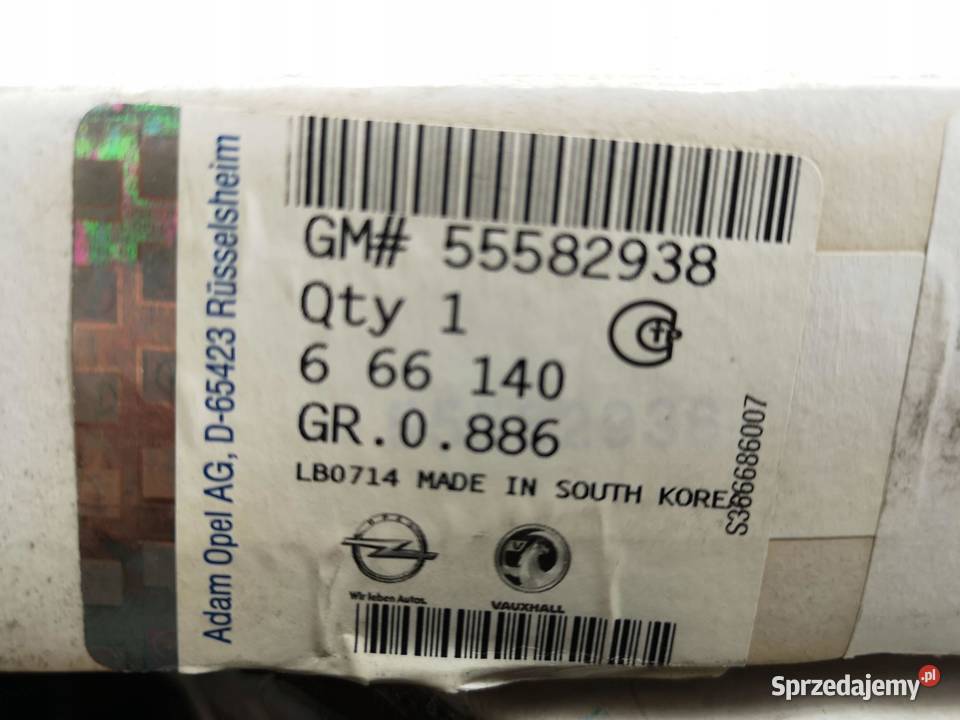 Adam Opel AG, D-65423 Rüsselsheim
GM# 55582938
Qty 1
6 66 140
GR.0.886
LB0714 MADE IN SOUTH KOREA
S366686007
OPEL
Wir leben Autos.
VAUXHALL
Sprzedajemy.pl